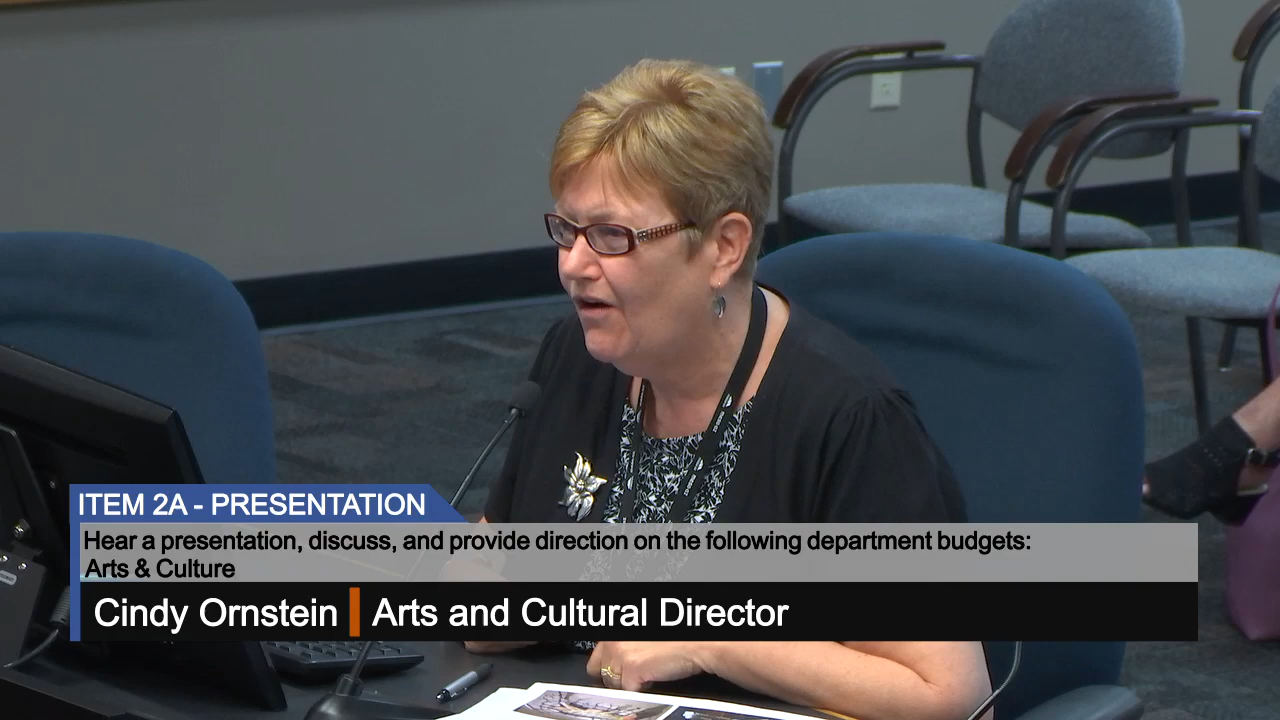 ITEM 2A - PRESENTATION
Hear a presentation, discuss, and provide direction on the following department budgets:
Arts & Culture
Cindy Ornstein | Arts and Cultural Director